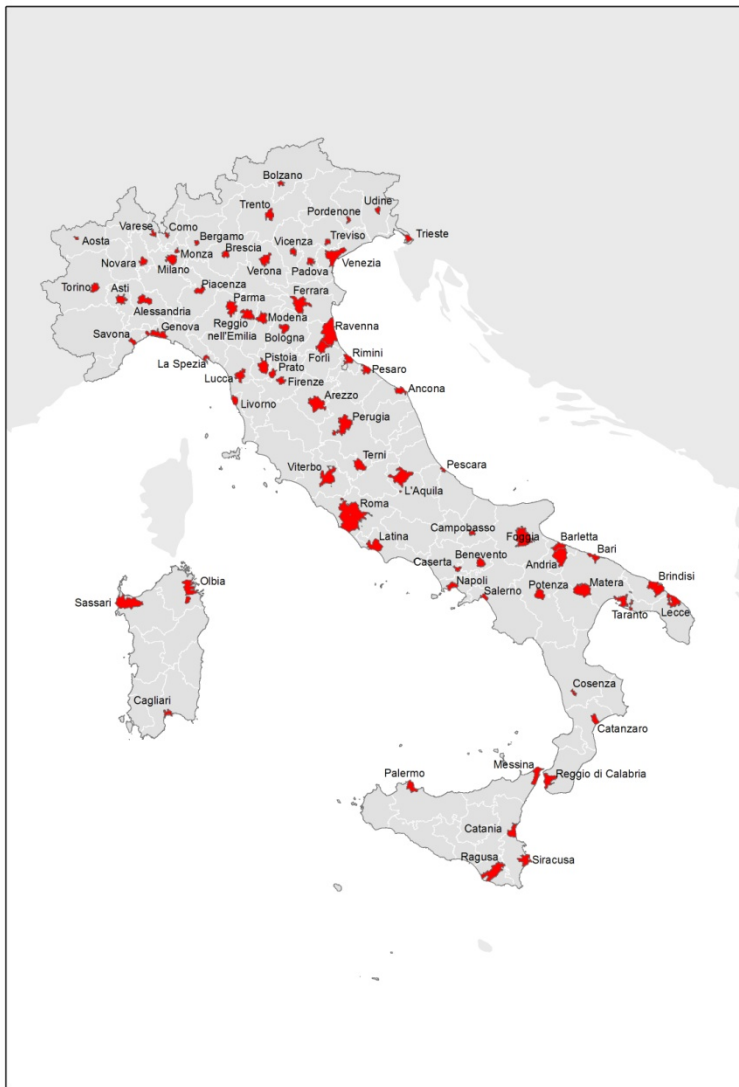 Bolzano
Trento
Udine
Pordenone
Trieste
Varese
Como
Bergamo
Vicenza
Treviso
Aosta
Monza
Brescia
Novara
Milano
Verona
Padova
Venezia
Torino
Asti
Piacenza
Parma
Ferrara
Alessandria
Reggio
nell'Emilia
Modena
Ravenna
Savona
Genova
Bologna
Forlì
Rimini
La Spezia
Pistoia
Prato
Pesaro
Lucca
Firenze
Ancona
Livorno
Arezzo
Perugia
Terni
Viterbo
Pescara
L'Aquila
Roma
Latina
Campobasso
Foggia
Barletta
Bari
Benevento
Caserta
Andria
Napoli
Salerno
Potenza
Matera
Brindisi
Taranto
Lecce
Olbia
Sassari
Cagliari
Cosenza
Catanzaro
Messina
Reggio di Calabria
Palermo
Catania
Ragusa
Siracusa